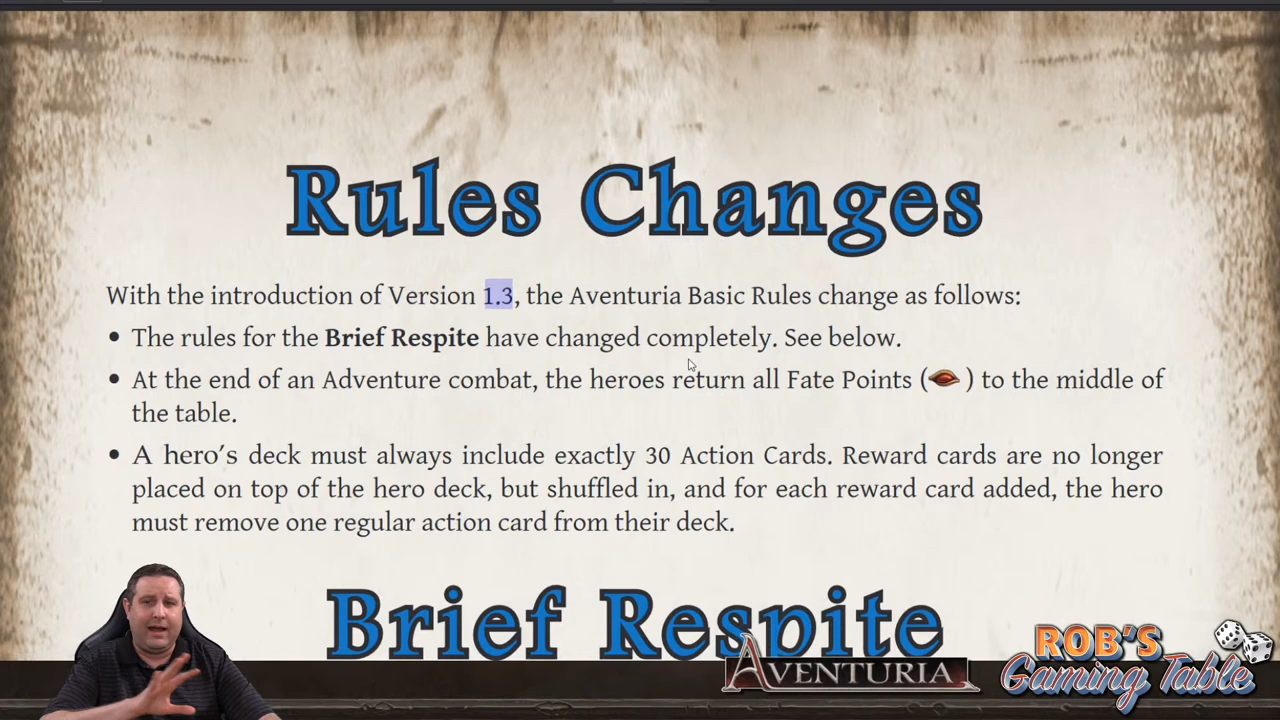 Rules Changes
With the introduction of Version 1.3, the Aventuria Basic Rules change as follows:
• The rules for the Brief Respite have changed completely. See below.
• At the end of an Adventure combat, the heroes return all Fate Points ( ) to the middle of
the table.
• A hero's deck must always include exactly 30 Action Cards. Reward cards are no longer
placed on top of the hero deck, but shuffled in, and for each reward card added, the hero
must remove one regular action card from their deck.
Brief Respite
AVENTURIA
ROB'S
Gaming Table